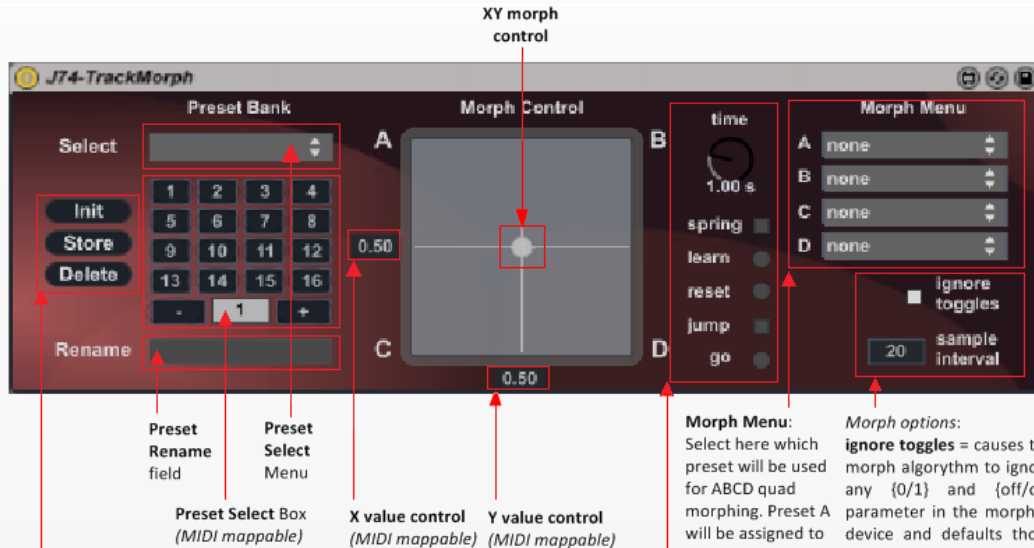 XY morph
control
J74-TrackMorph
Preset Bank
Morph Control
Morph Menu
Select
Init
Store
Delete
1 2 3 4
5 6 7 8
9 10 11 12
13 14 15 16
- 1 +
Rename
A
B
C
D
0.50
0.50
time
1.00 s
spring
learn
reset
jump
go
A none
B none
C none
D none
ignore
toggles
20 sample
interval
Preset
Rename
field
Preset
Select
Menu
Preset Select Box
(MIDI mappable)
X value control
(MIDI mappable)
Y value control
(MIDI mappable)
Morph Menu:
Select here which
preset will be used
for ABCD quad
morphing. Preset A
will be assigned to
Morph options:
ignore toggles = causes
morph algorythm to
any {0/1} and
parameter in the
device and defaults